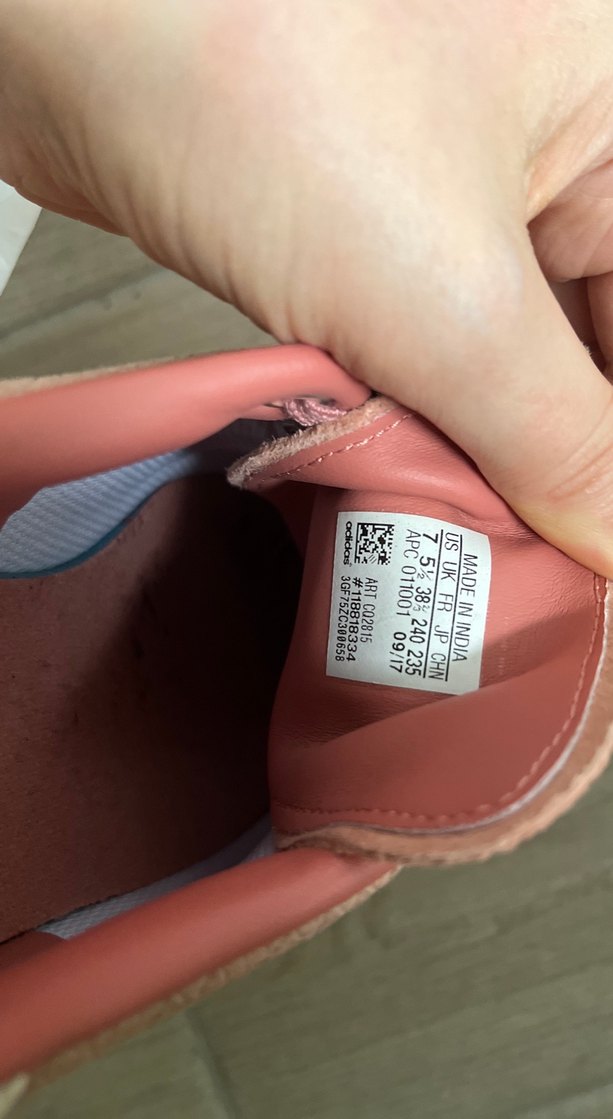 MADE IN INDIA
US UK FR JP CHN
7 5½ 38⅔ 240 235
APC 011001 09/17
adidas
ART CQ2815
#118818334
3GF75ZC300658